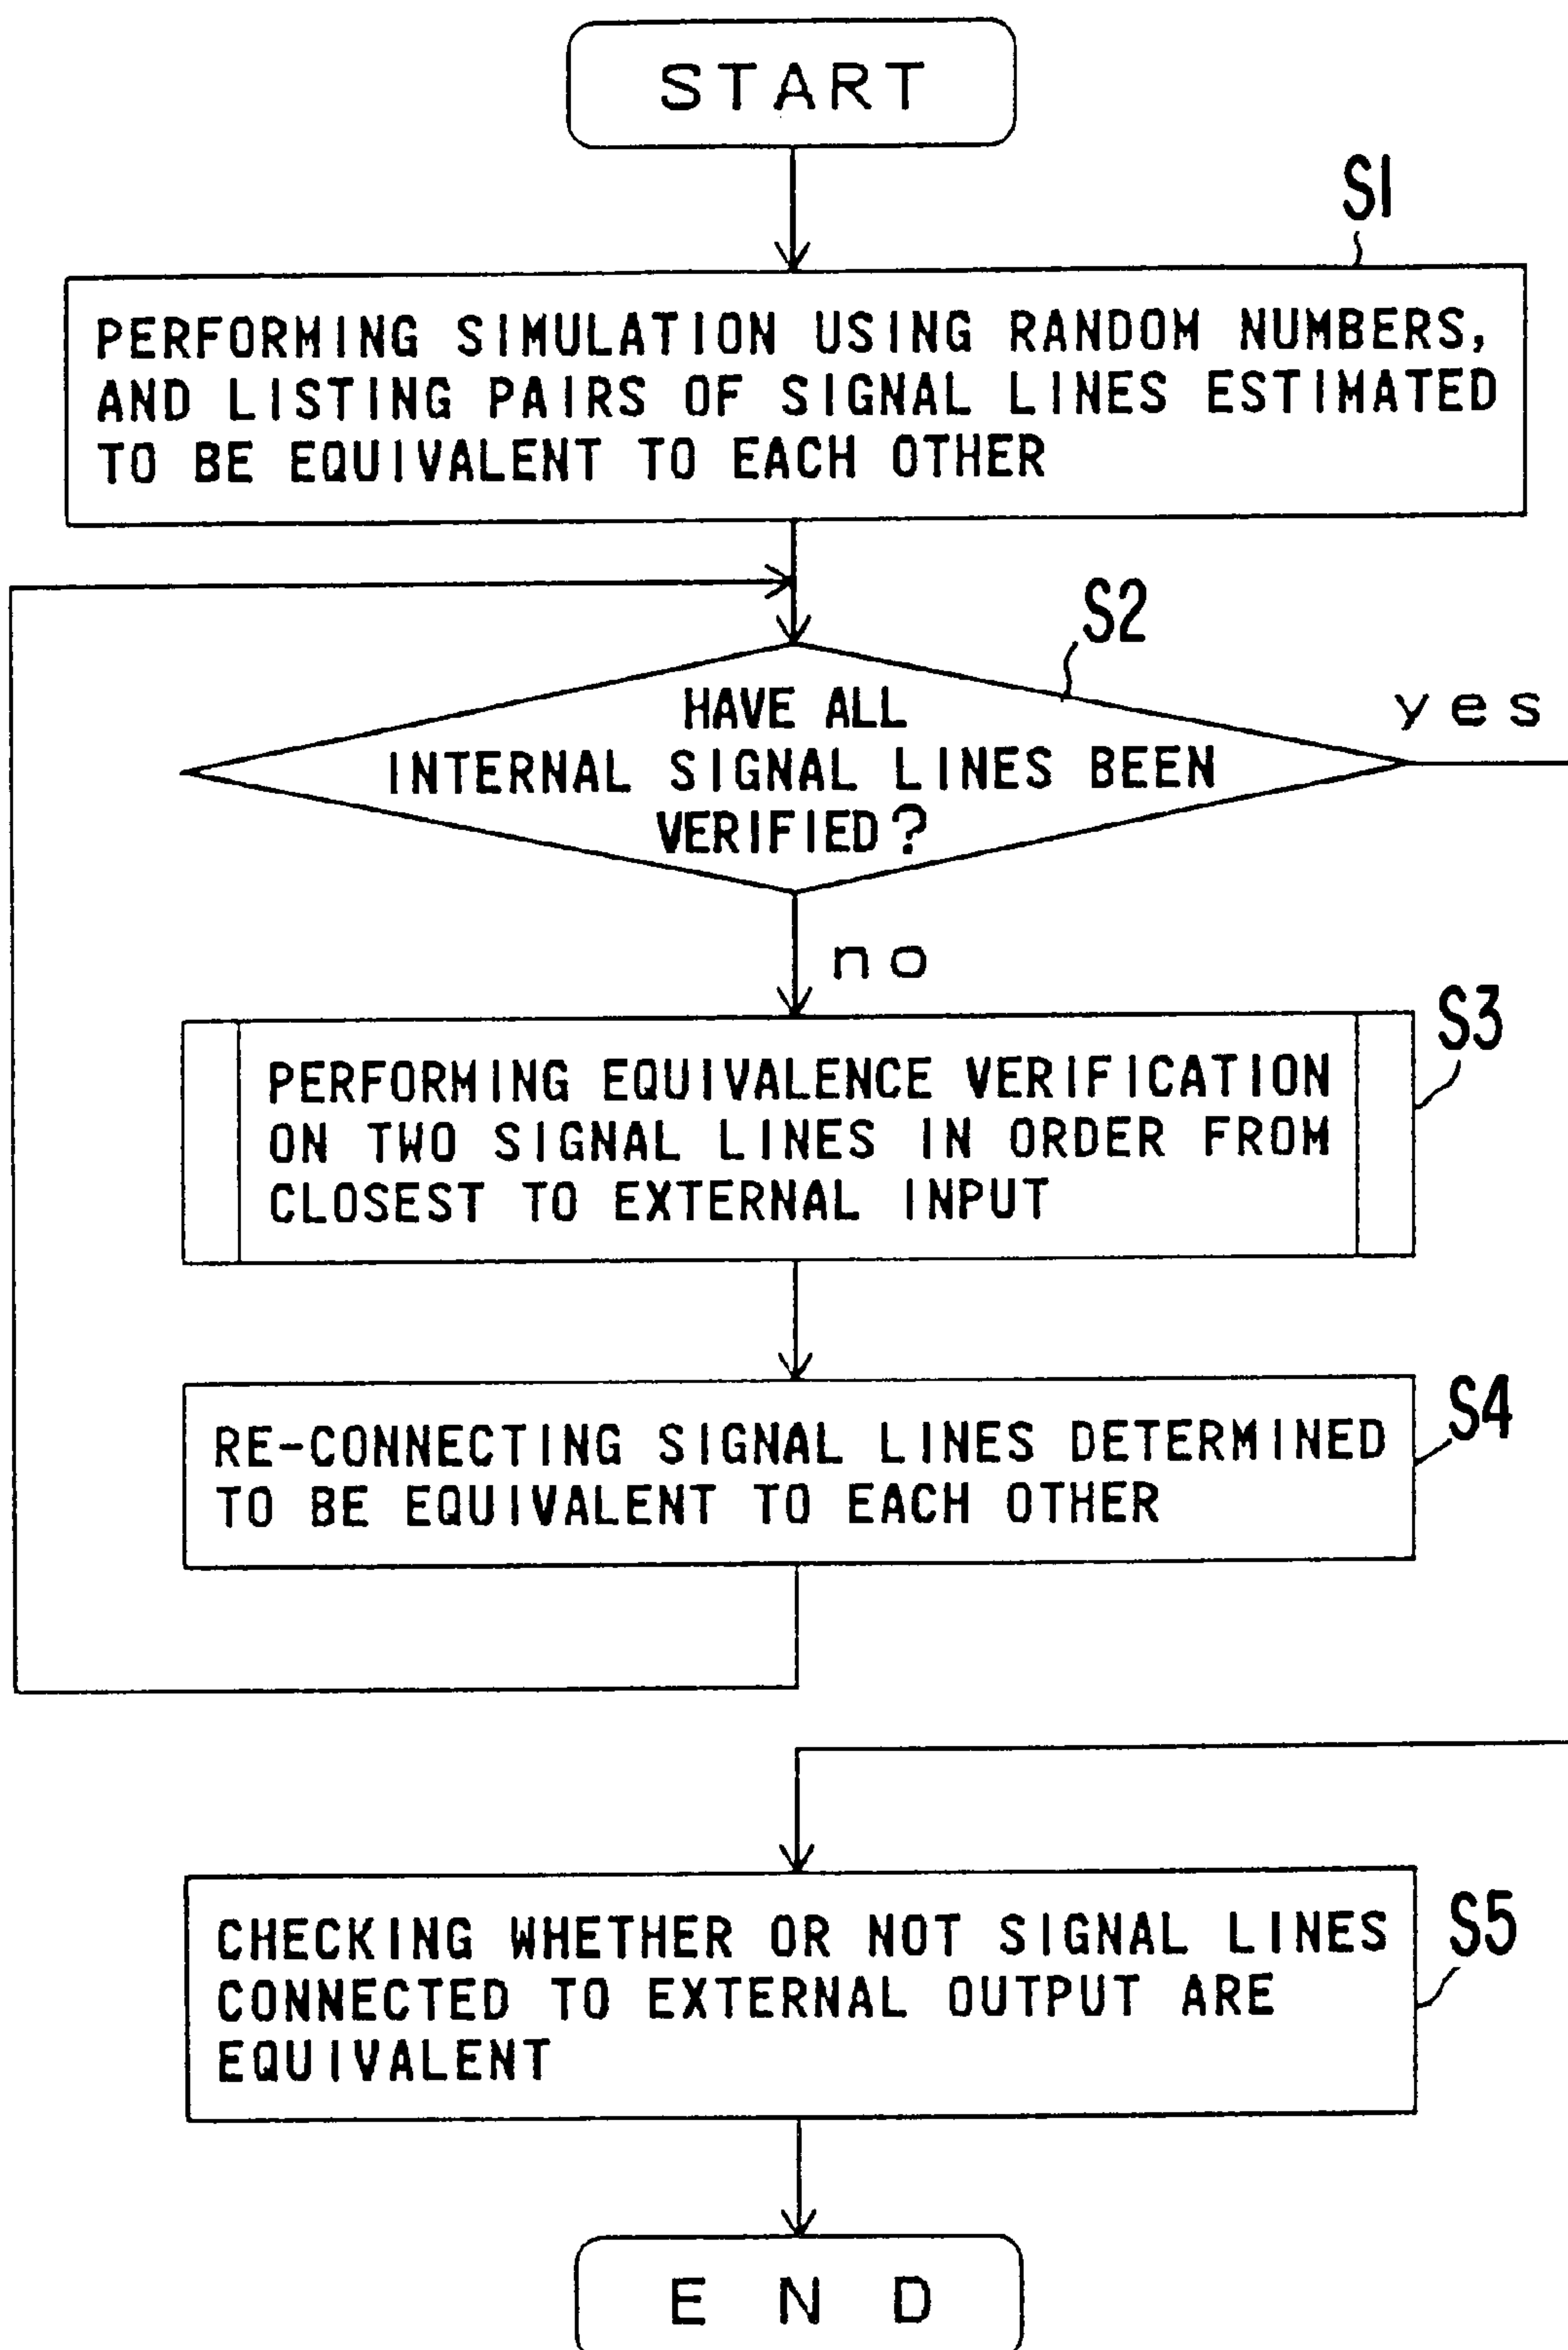 START
S1
PERFORMING SIMULATION USING RANDOM NUMBERS,
AND LISTING PAIRS OF SIGNAL LINES ESTIMATED
TO BE EQUIVALENT TO EACH OTHER
S2
HAVE ALL
INTERNAL SIGNAL LINES BEEN
VERIFIED?
yes
no
S3
PERFORMING EQUIVALENCE VERIFICATION
ON TWO SIGNAL LINES IN ORDER FROM
CLOSEST TO EXTERNAL INPUT
S4
RE-CONNECTING SIGNAL LINES DETERMINED
TO BE EQUIVALENT TO EACH OTHER
S5
CHECKING WHETHER OR NOT SIGNAL LINES
CONNECTED TO EXTERNAL OUTPUT ARE
EQUIVALENT
END